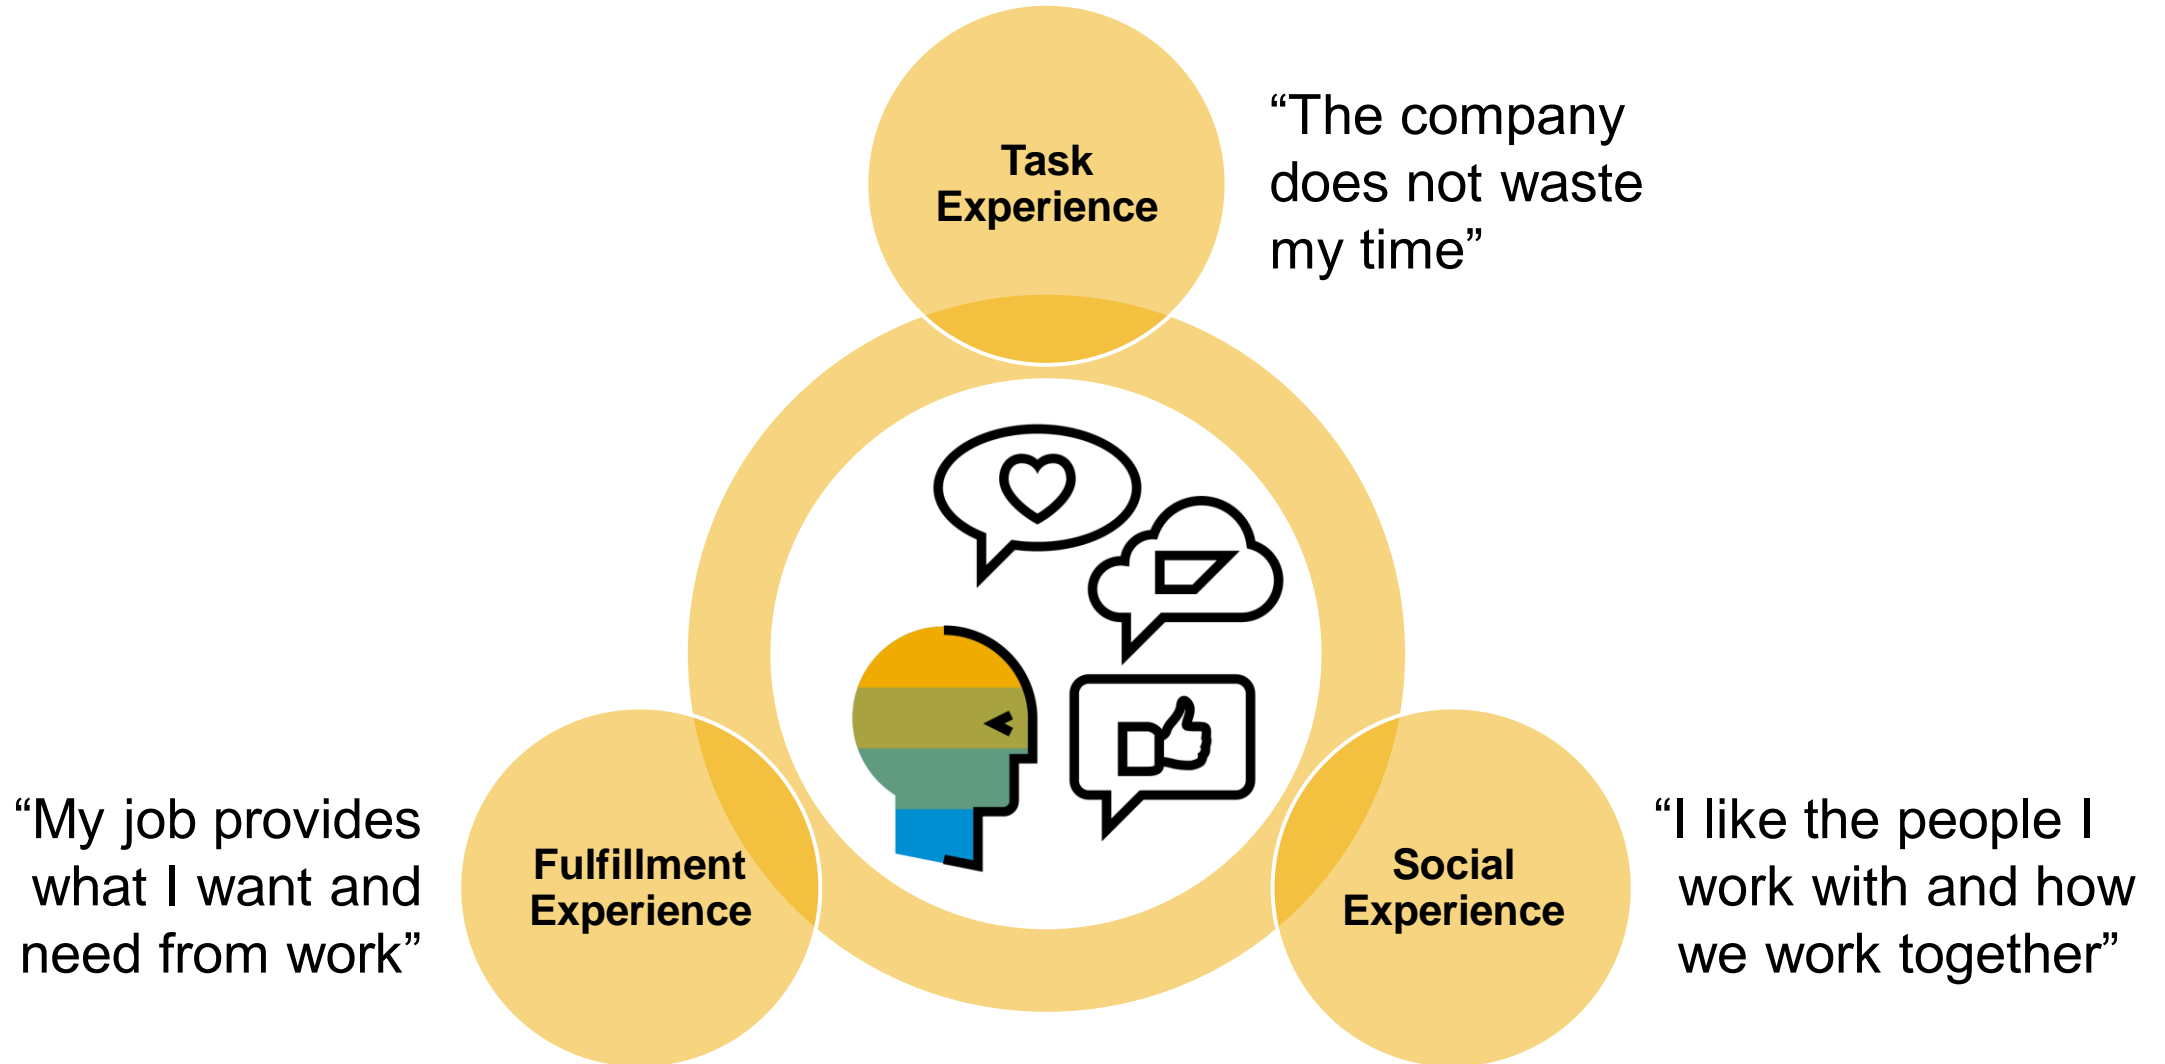 Task
Experience
“The company
does not waste
my time”
“My job provides
what I want and
need from work”
Fulfillment
Experience
Social
Experience
“I like the people I
work with and how
we work together”